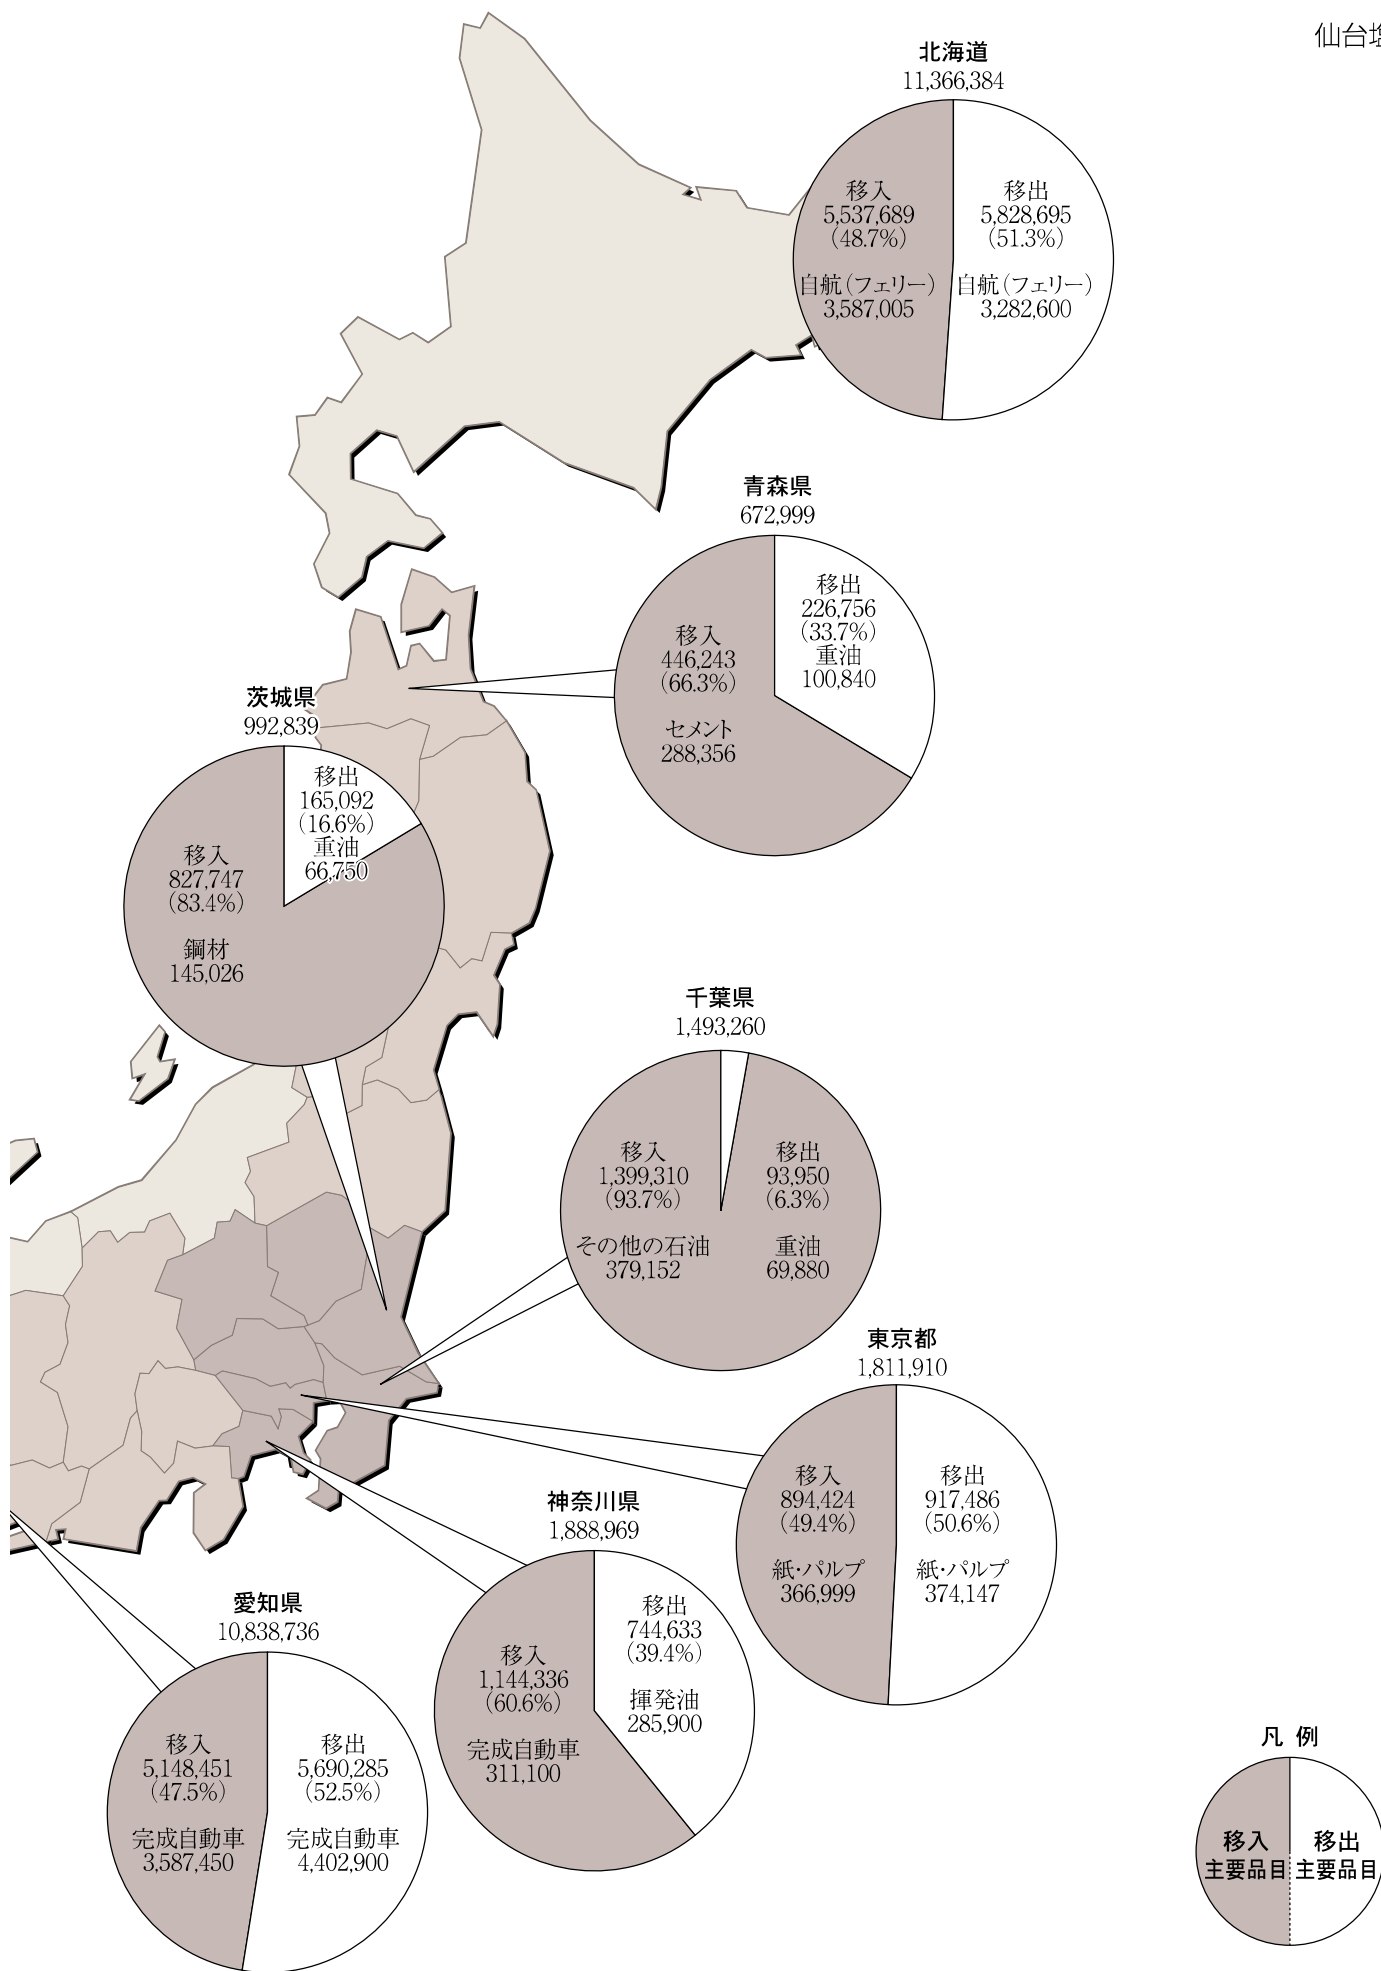 仙台塩
北海道
11,366,384
移入
5,537,689
(48.7%)
自航(フェリー)
3,587,005
移出
5,828,695
(51.3%)
自航(フェリー)
3,282,600
青森県
672,999
移入
446,243
(66.3%)
セメント
288,356
移出
226,756
(33.7%)
重油
100,840
茨城県
992,839
移入
827,747
(83.4%)
鋼材
145,026
移出
165,092
(16.6%)
重油
66,750
千葉県
1,493,260
移入
1,399,310
(93.7%)
その他の石油
379,152
移出
93,950
(6.3%)
重油
69,880
東京都
1,811,910
移入
894,424
(49.4%)
紙・パルプ
366,999
移出
917,486
(50.6%)
紙・パルプ
374,147
神奈川県
1,888,969
移入
1,144,336
(60.6%)
完成自動車
311,100
移出
744,633
(39.4%)
揮発油
285,900
愛知県
10,838,736
移入
5,148,451
(47.5%)
完成自動車
3,587,450
移出
5,690,285
(52.5%)
完成自動車
4,402,900
凡 例
移入
主要品目
移出
主要品目